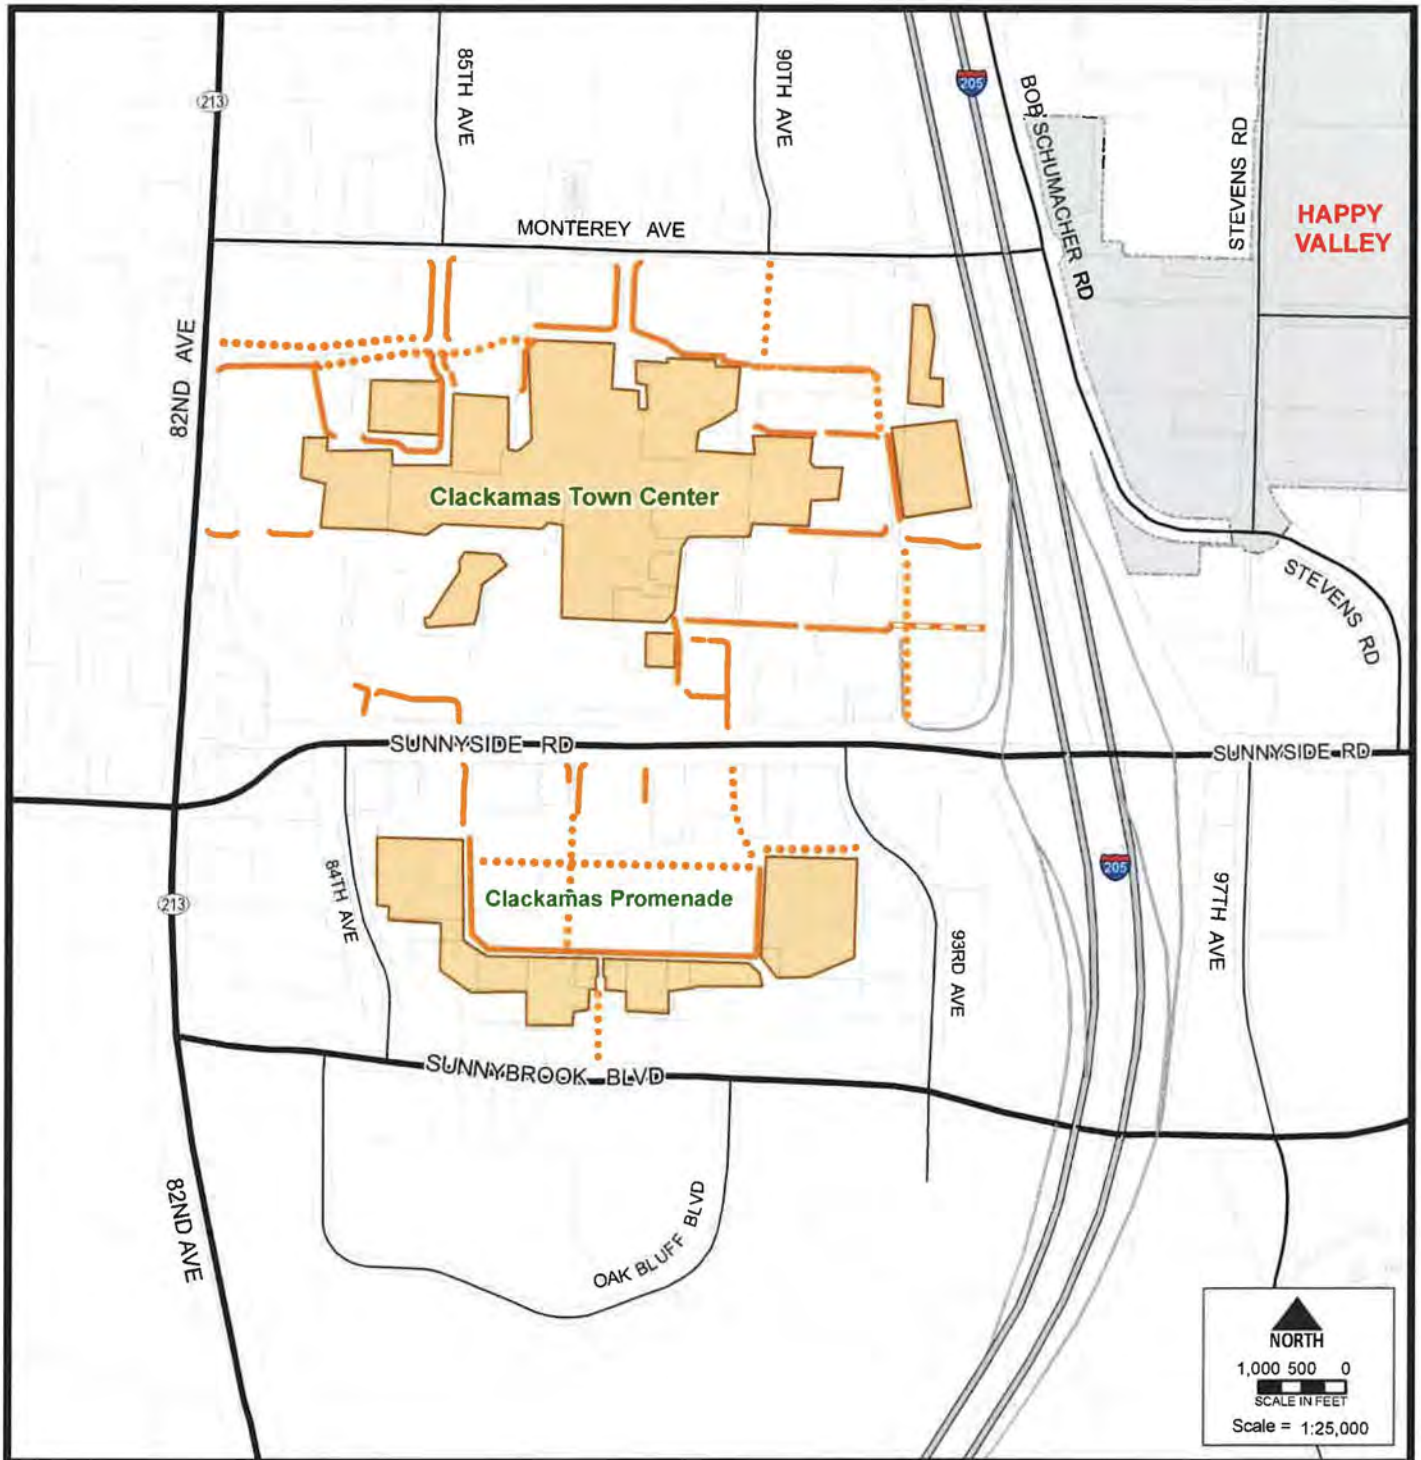 85TH AVE
90TH AVE
205
BOB SCHUMACHER RD
STEVENS RD
213
HAPPY
VALLEY
MONTEREY AVE
82ND AVE
Clackamas Town Center
STEVENS RD
SUNNYSIDE RD
SUNNYSIDE RD
84TH AVE
205
97TH AVE
213
Clackamas Promenade
93RD AVE
SUNNYBROOK BLVD
82ND AVE
OAK BLUFF BLVD
NORTH
1,000 500 0
SCALE IN FEET
Scale = 1:25,000